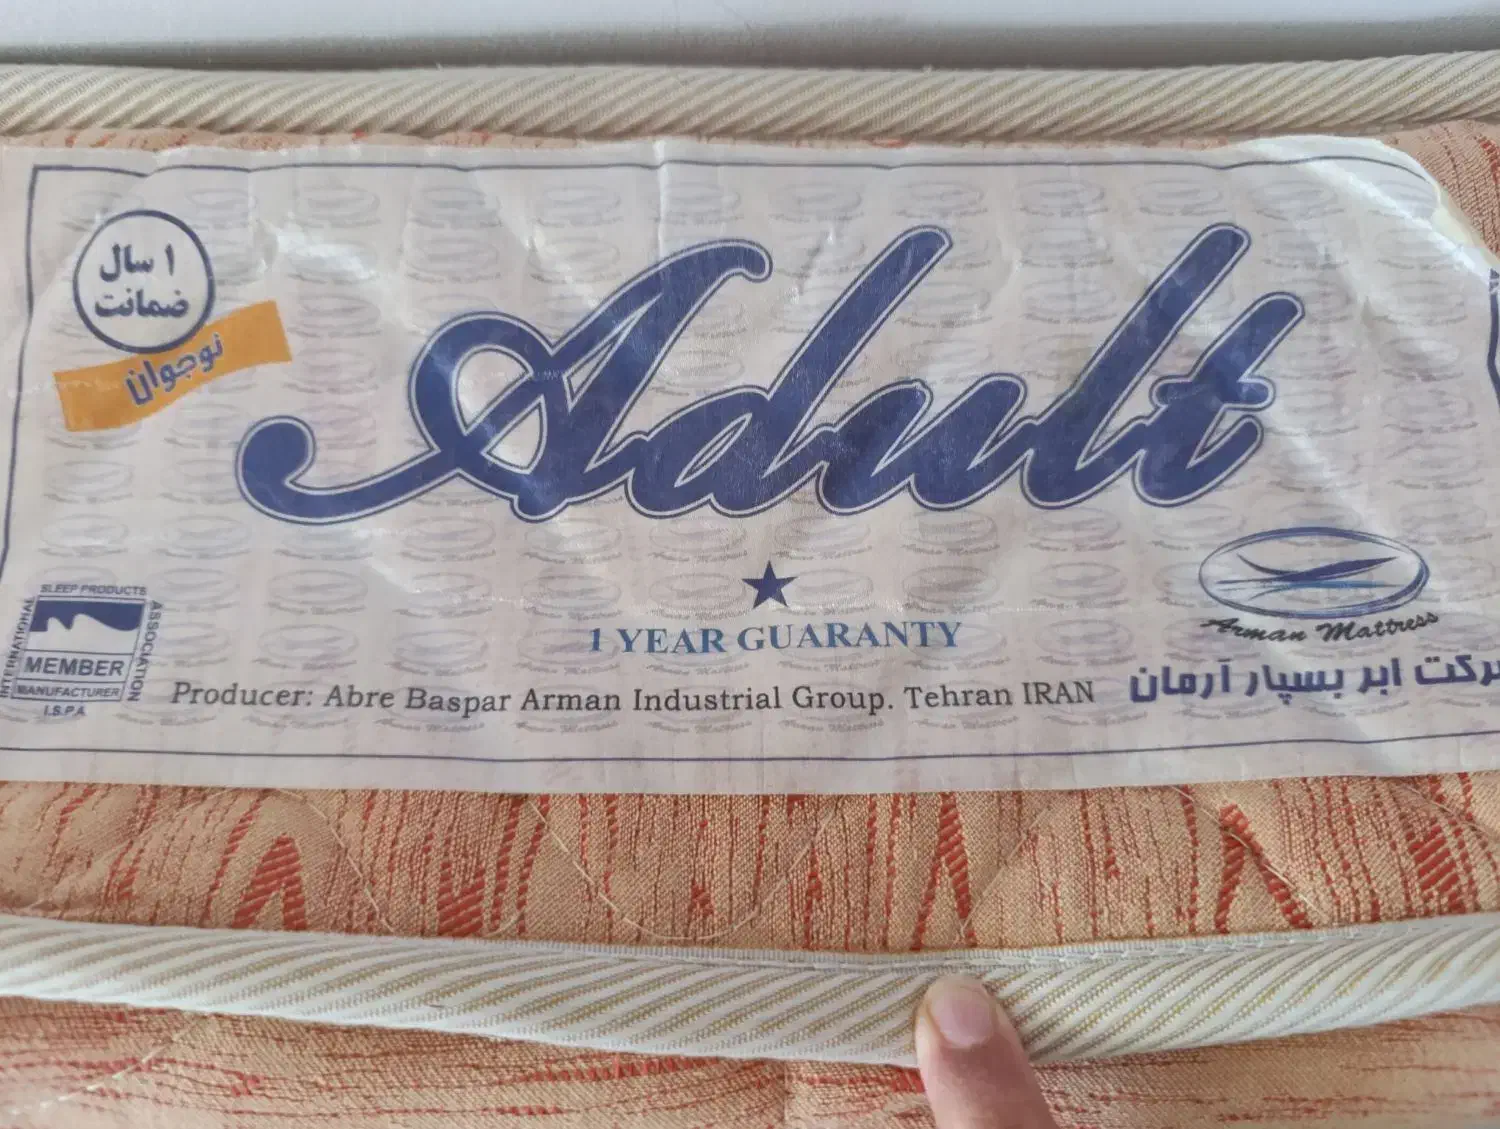 ۱ سال
ضمانت
نوجوان
Adult
1 YEAR GUARANTY
SLEEP PRODUCTS
INTERNATIONAL
ASSOCIATION
MEMBER
MANUFACTURER
I.S.P.A
Producer: Abre Baspar Arman Industrial Group. Tehran IRAN
Arman Mattress
شرکت ابر بسپار آرمان